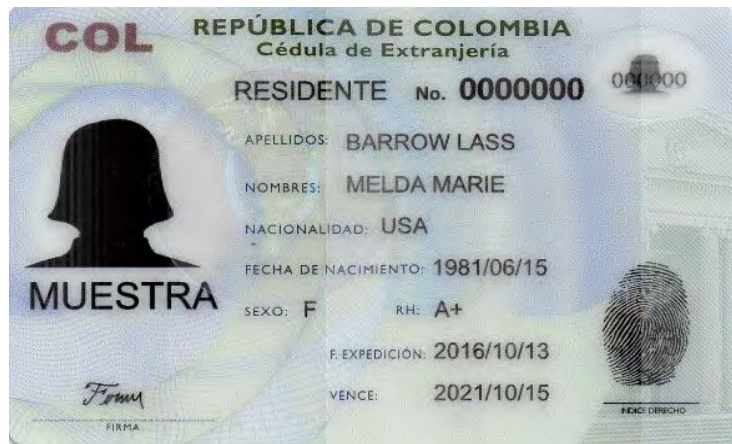 COL
REPÚBLICA DE COLOMBIA
Cédula de Extranjería
RESIDENTE No. 0000000
000000
APELLIDOS: BARROW LASS
NOMBRES: MELDA MARIE
NACIONALIDAD: USA
FECHA DE NACIMIENTO: 1981/06/15
MUESTRA
SEXO: F RH: A+
F. EXPEDICIÓN: 2016/10/13
VENCE: 2021/10/15
FIRMA
INDICE DERECHO